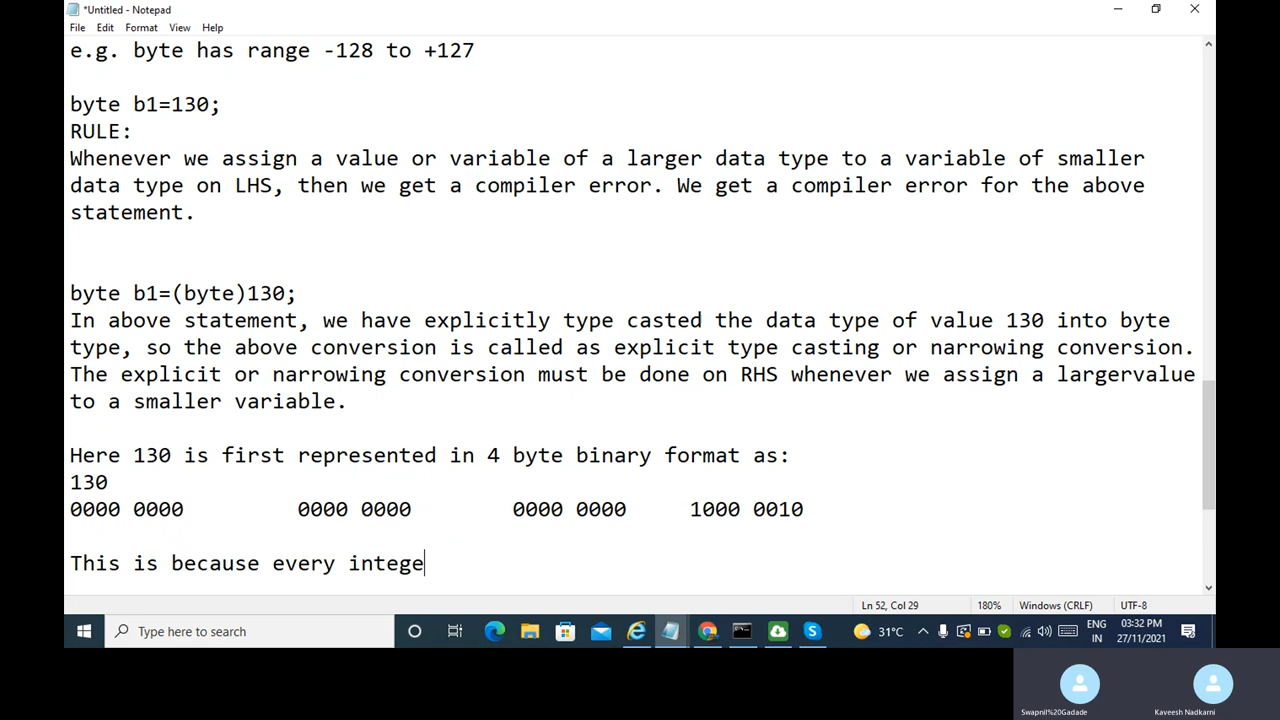 *Untitled - Notepad
File Edit Format View Help
e.g. byte has range -128 to +127
byte b1=130;
RULE:
Whenever we assign a value or variable of a larger data type to a variable of smaller
data type on LHS, then we get a compiler error. We get a compiler error for the above
statement.
byte b1=(byte)130;
In above statement, we have explicitly type casted the data type of value 130 into byte
type, so the above conversion is called as explicit type casting or narrowing conversion.
The explicit or narrowing conversion must be done on RHS whenever we assign a largervalue
to a smaller variable.
Here 130 is first represented in 4 byte binary format as:
130
0000 0000 0000 0000 0000 0000 1000 0010
This is because every intege
Ln 52, Col 29 180% Windows (CRLF) UTF-8
Type here to search
31°C
ENG
IN
03:32 PM
27/11/2021
Swapnil%20Gadade
Kaveesh Nadkarni